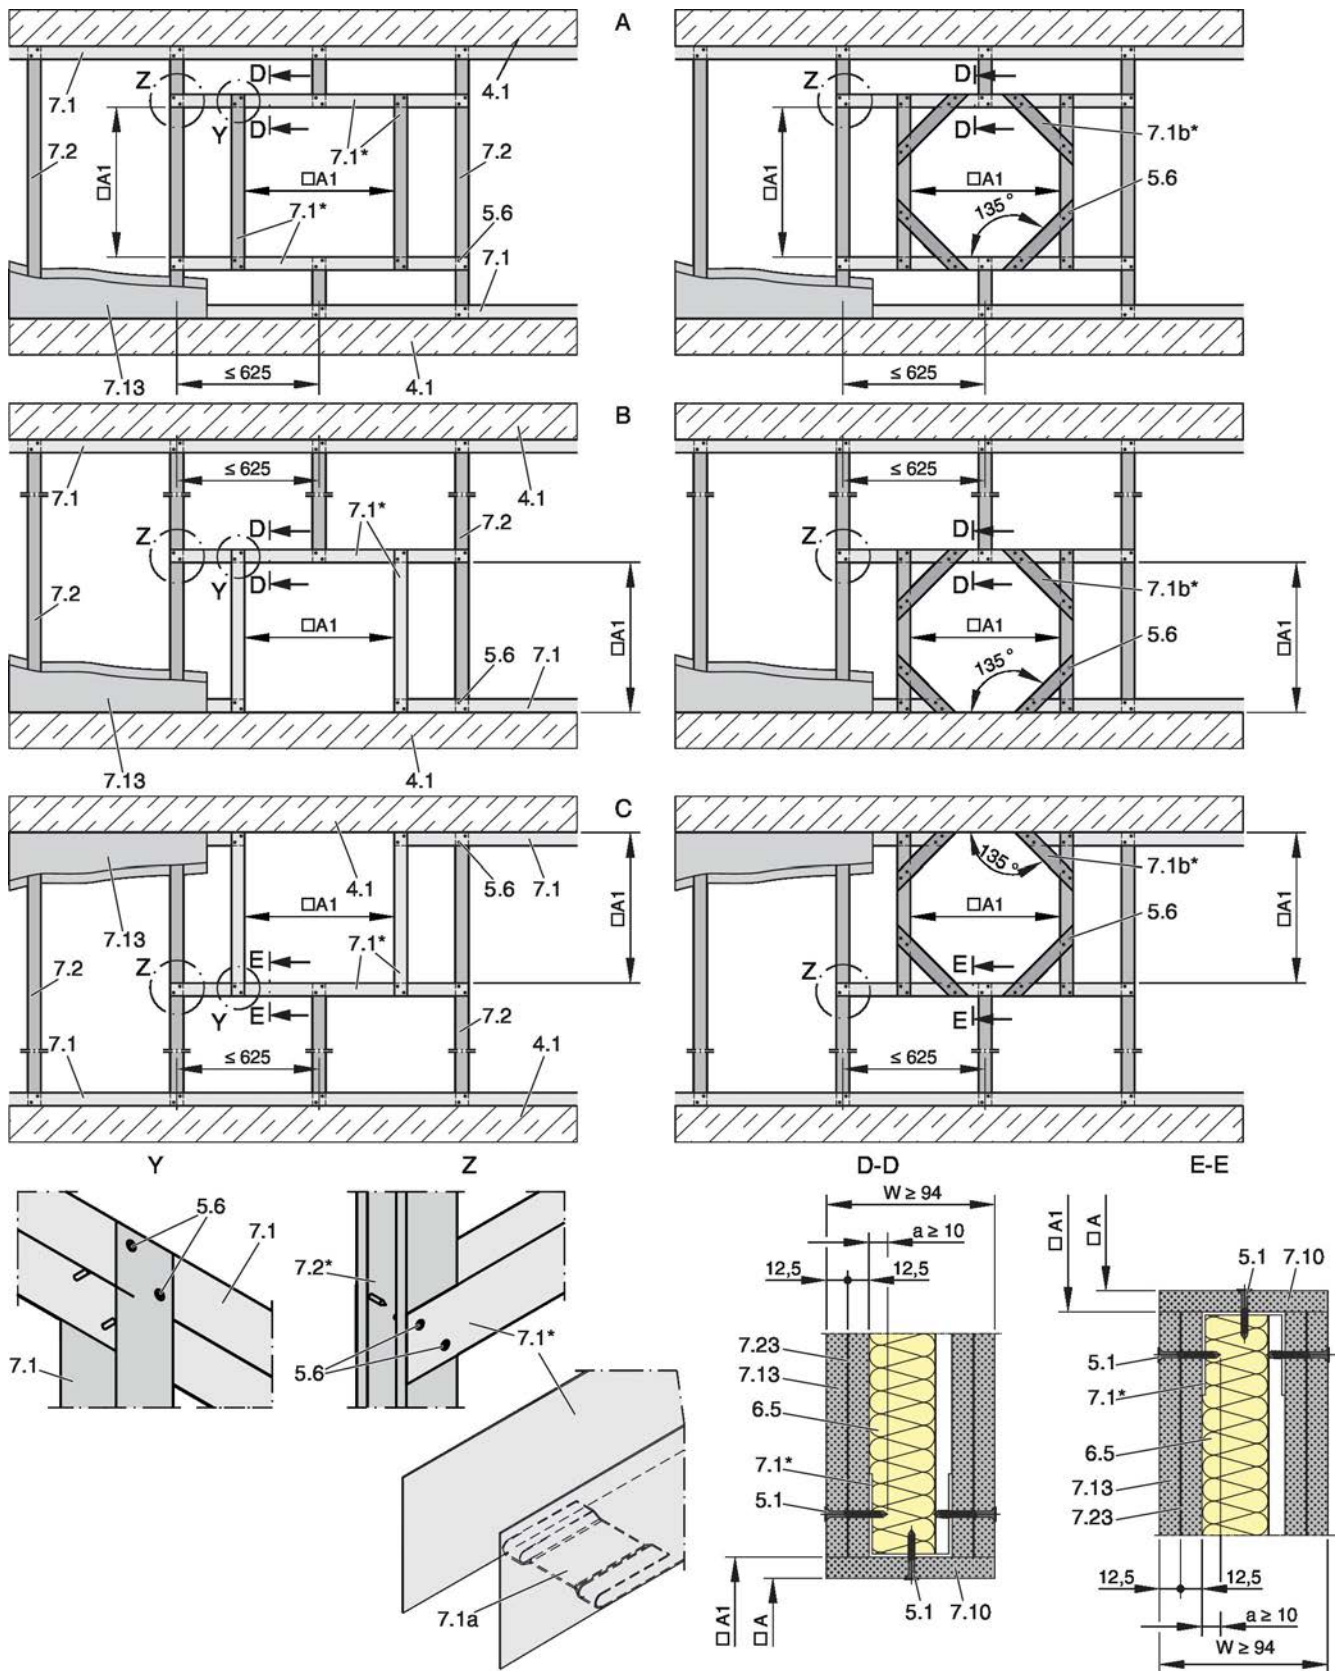 A
Z
D
D
D
D
7.1
Y
4.1
Z
4.1
7.2
□A1
7.1*
7.2
□A1
7.1b*
□A1
□A1
5.6
7.1*
5.6
135°
7.1
7.13
≤ 625
4.1
≤ 625
B
7.1
≤ 625
4.1
≤ 625
4.1
7.1*
Z
D
7.2
Z
D
Y
D
D
7.1b*
7.2
□A1
□A1
□A1
5.6
□A1
5.6
7.1
135°
7.13
4.1
C
4.1
5.6
7.1
135°
7.1b*
□A1
□A1
□A1
5.6
□A1
7.13
7.1*
7.2
Z
E
Z
E
Y
E
7.2
E
7.1
≤ 625
4.1
≤ 625
Y
Z
D-D
E-E
5.6
7.1
7.1
7.2*
5.6
7.1*
7.1a
W ≥ 94
a ≥ 10
12,5
12,5
7.23
7.13
6.5
7.1*
5.1
□ A1
□ A
5.1
7.10
□ A1
□ A
5.1
7.10
5.1
7.1*
6.5
7.13
7.23
12,5
12,5
a ≥ 10
W ≥ 94